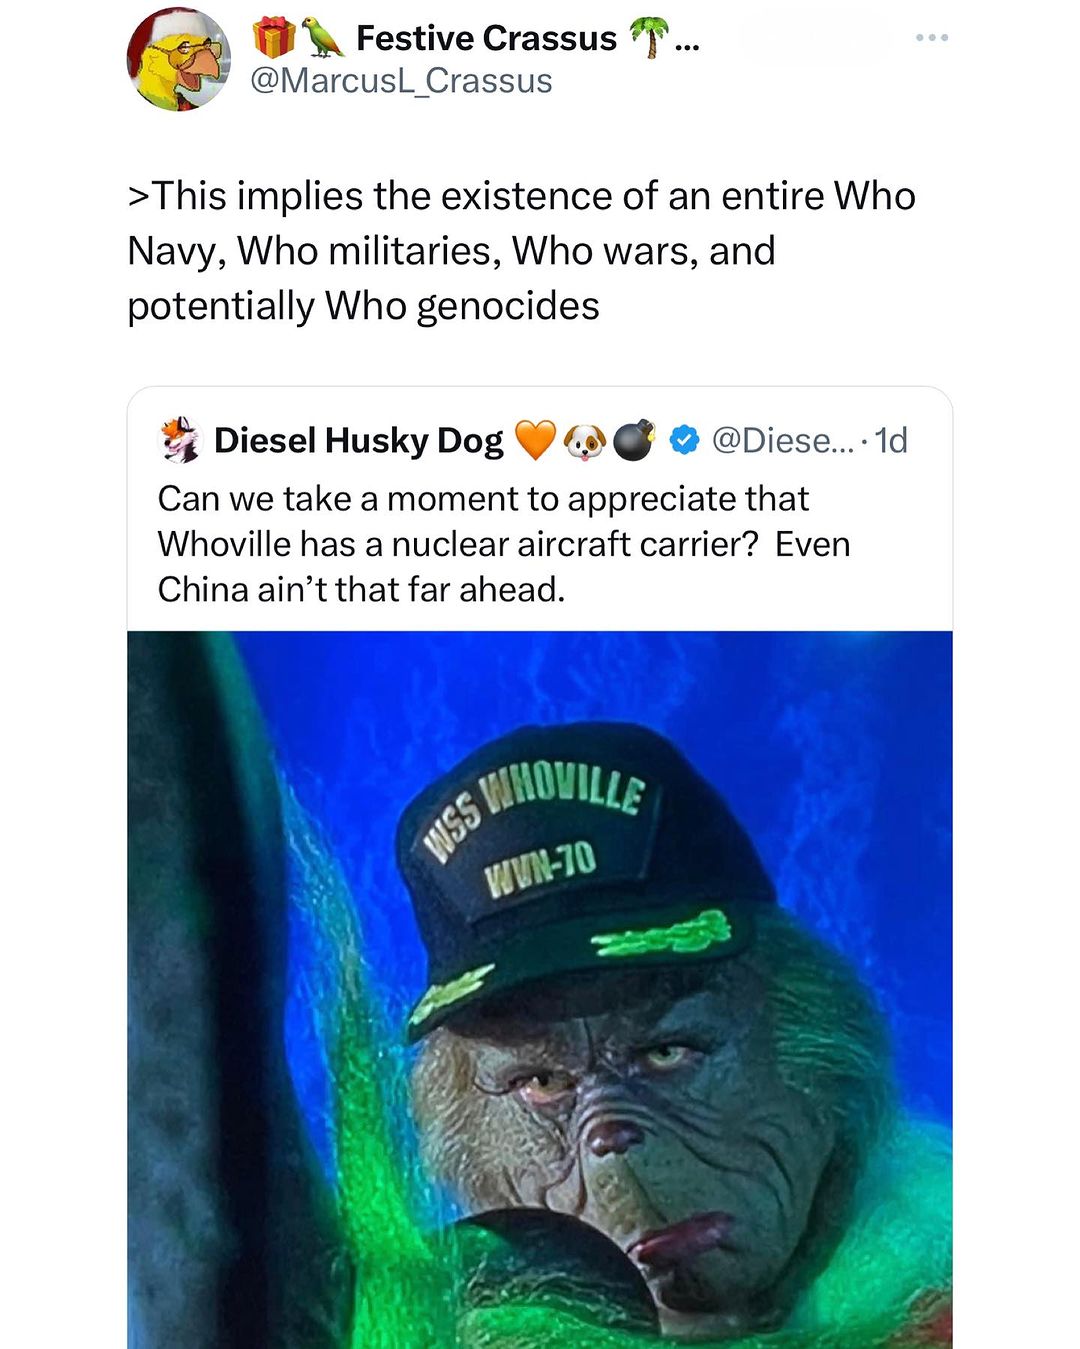 🎁🦜 Festive Crassus 🌴...
@MarcusL_Crassus
>This implies the existence of an entire Who
Navy, Who militaries, Who wars, and
potentially Who genocides
Diesel Husky Dog 🧡🐶💣 @Diese... · 1d
Can we take a moment to appreciate that
Whoville has a nuclear aircraft carrier?  Even
China ain’t that far ahead.
WSS WHOVILLE
WVN-70